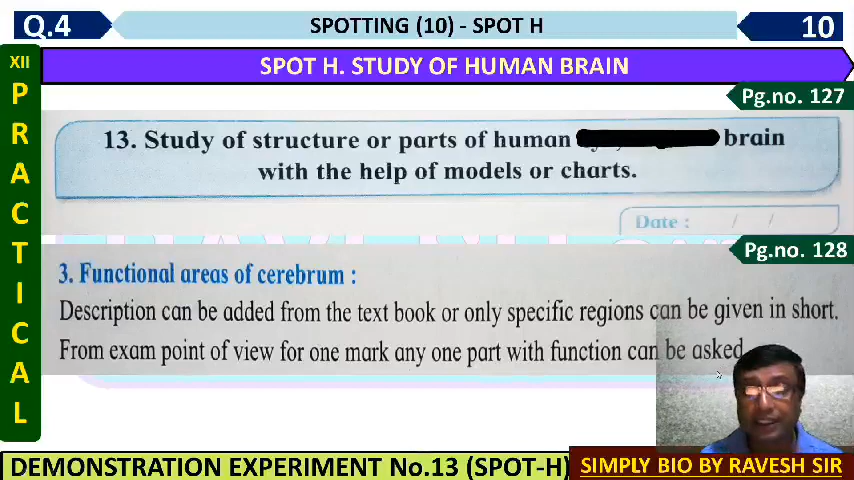 Q.4
SPOTTING (10) - SPOT H
10
XII
PRACTICAL
SPOT H. STUDY OF HUMAN BRAIN
Pg.no. 127
13. Study of structure or parts of human brain
with the help of models or charts.
Date : / /
Pg.no. 128
3. Functional areas of cerebrum :
Description can be added from the text book or only specific regions can be given in short.
From exam point of view for one mark any one part with function can be asked
DEMONSTRATION EXPERIMENT No.13 (SPOT-H)
SIMPLY BIO BY RAVESH SIR